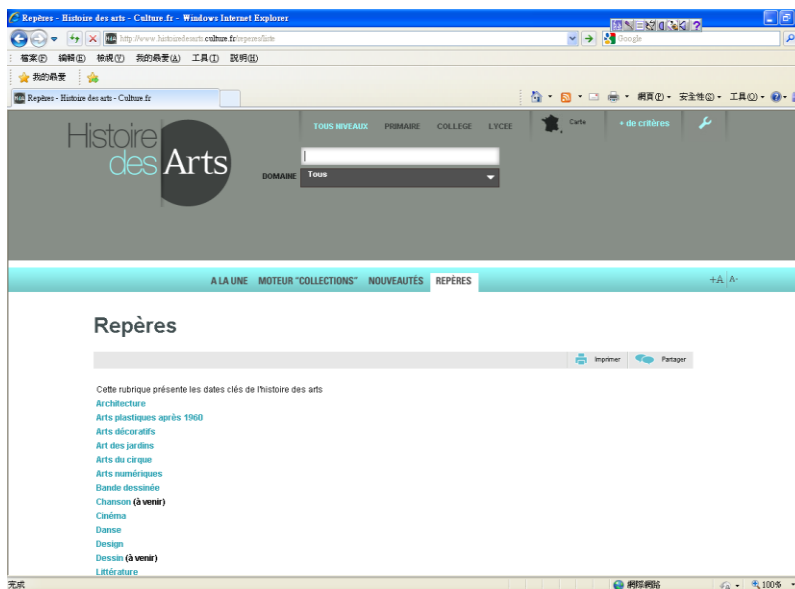 Repères - Histoire des arts - Culture.fr - Windows Internet Explorer
http://www.histoiredesarts.culture.fr/reperes/liste
Google
檔案(F) 編輯(E) 檢視(V) 我的最愛(A) 工具(T) 說明(H)
我的最愛
Repères - Histoire des arts - Culture.fr
網頁(P) 安全性(S) 工具(O)
Histoire
des Arts
TOUS NIVEAUX PRIMAIRE COLLEGE LYCEE
Carte
+ de critères
DOMAINE Tous
A LA UNE MOTEUR "COLLECTIONS" NOUVEAUTÉS REPÈRES
+A A-
Repères
Imprimer Partager
Cette rubrique présente les dates clés de l'histoire des arts
Architecture
Arts plastiques après 1960
Arts décoratifs
Art des jardins
Arts du cirque
Arts numériques
Bande dessinée
Chanson (à venir)
Cinéma
Danse
Design
Dessin (à venir)
Littérature
完成
網際網路
100%